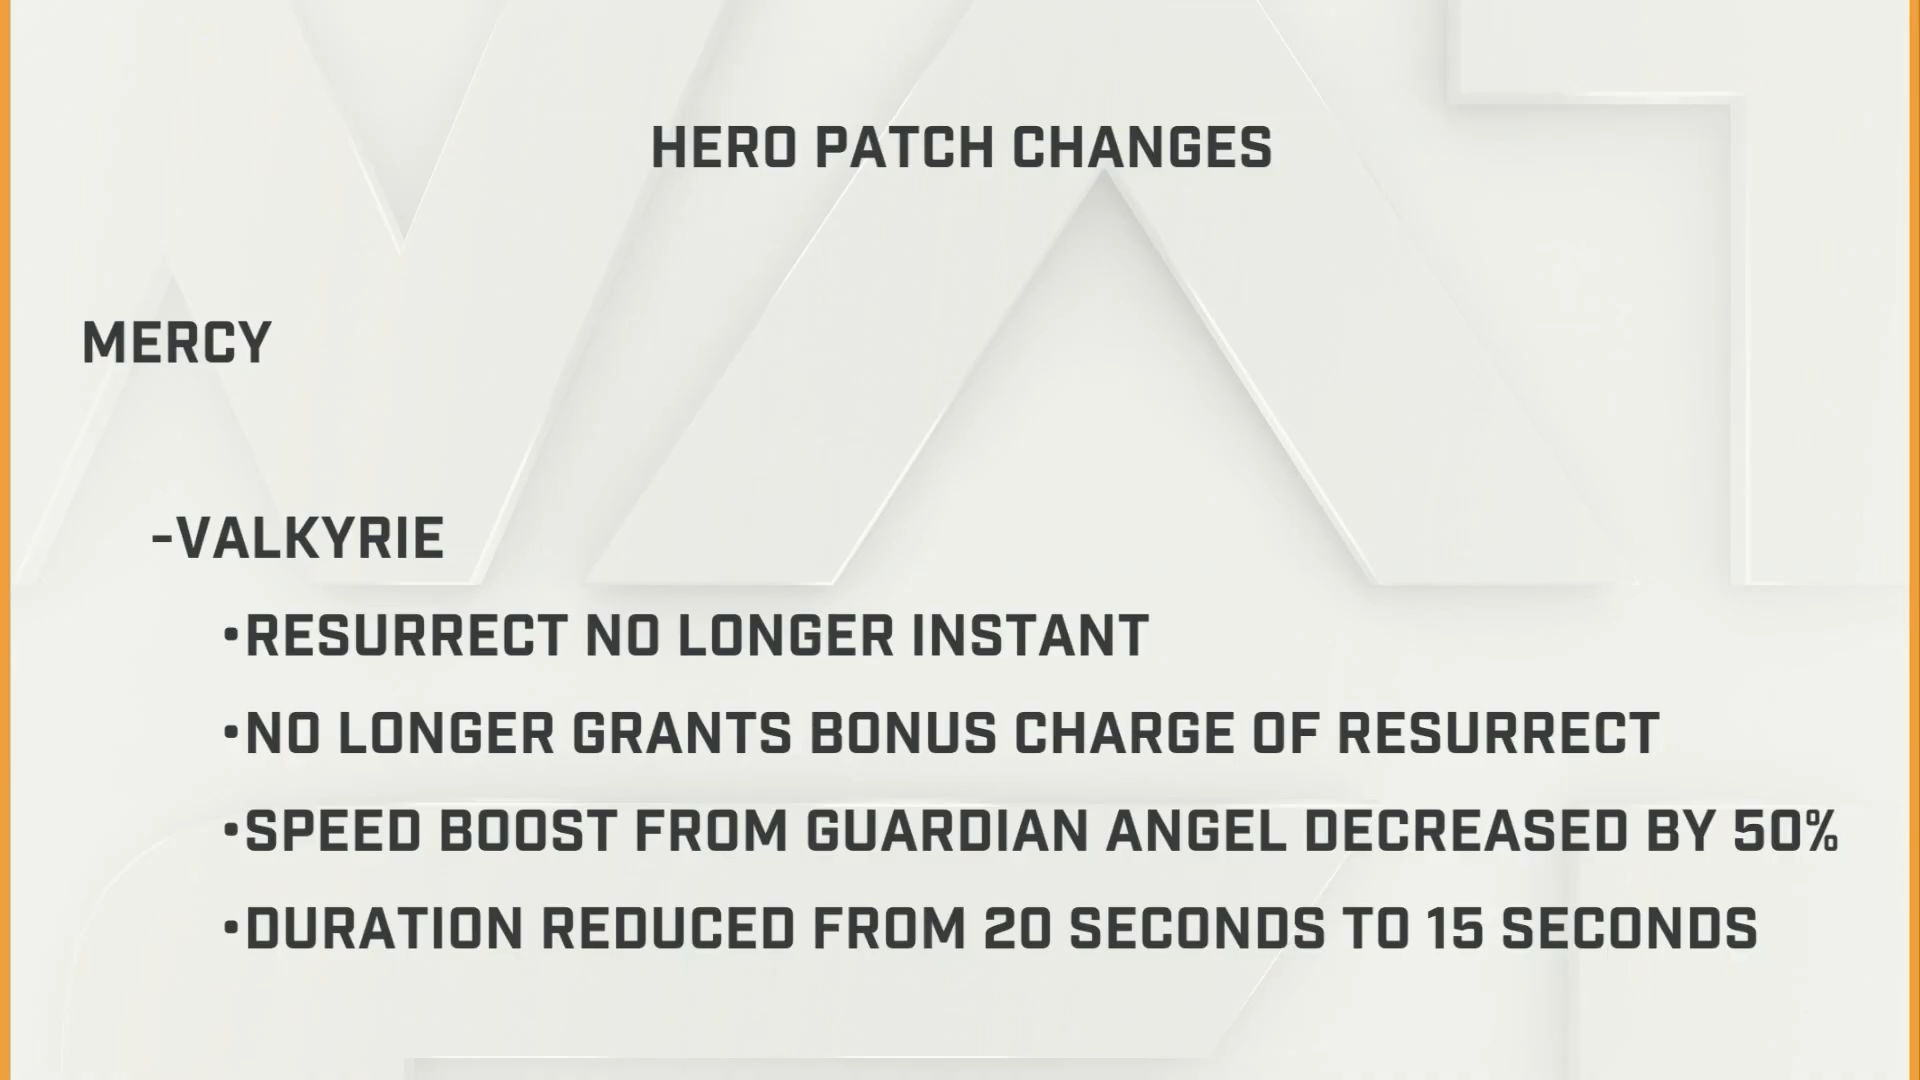 HERO PATCH CHANGES
MERCY
-VALKYRIE
•RESURRECT NO LONGER INSTANT
•NO LONGER GRANTS BONUS CHARGE OF RESURRECT
•SPEED BOOST FROM GUARDIAN ANGEL DECREASED BY 50%
•DURATION REDUCED FROM 20 SECONDS TO 15 SECONDS